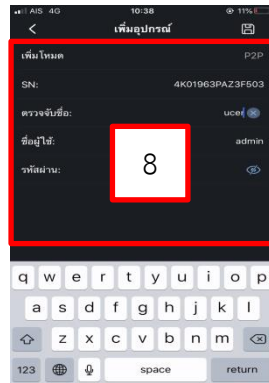 AIS 4G 10:38 @ 11%
เพิ่มอุปกรณ์
เพิ่มโหมด P2P
SN: 4K01963PAZ3F503
ตรวจจับชื่อ: ucer
ชื่อผู้ใช้: admin
รหัสผ่าน:
8
q w e r t y u i o p
a s d f g h j k l
z x c v b n m
123 space return